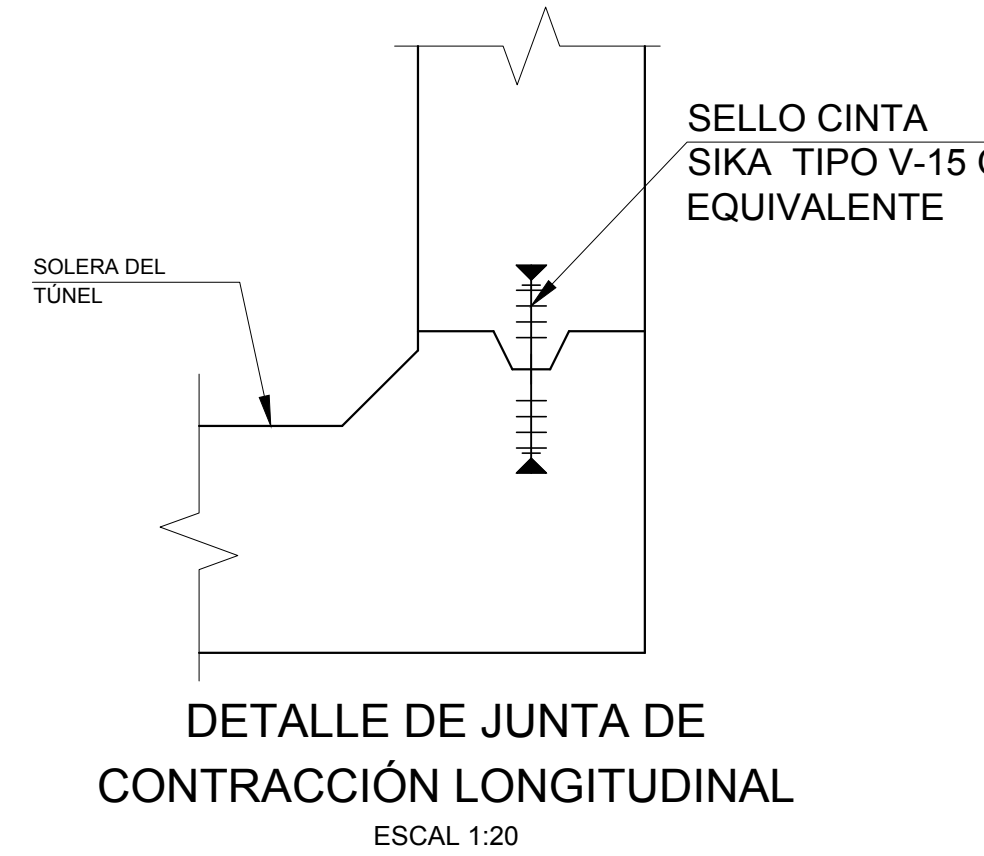 SELLO CINTA
SIKA TIPO V-15
EQUIVALENTE
SOLERA DEL
TÚNEL
DETALLE DE JUNTA DE
CONTRACCIÓN LONGITUDINAL
ESCAL 1:20